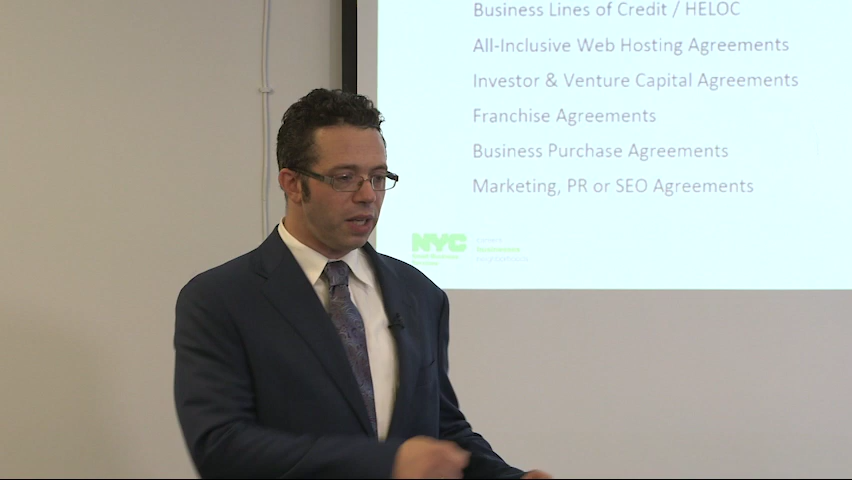 Business Lines of Credit / HELOC
All-Inclusive Web Hosting Agreements
Investor & Venture Capital Agreements
Franchise Agreements
Business Purchase Agreements
Marketing, PR or SEO Agreements
NYC